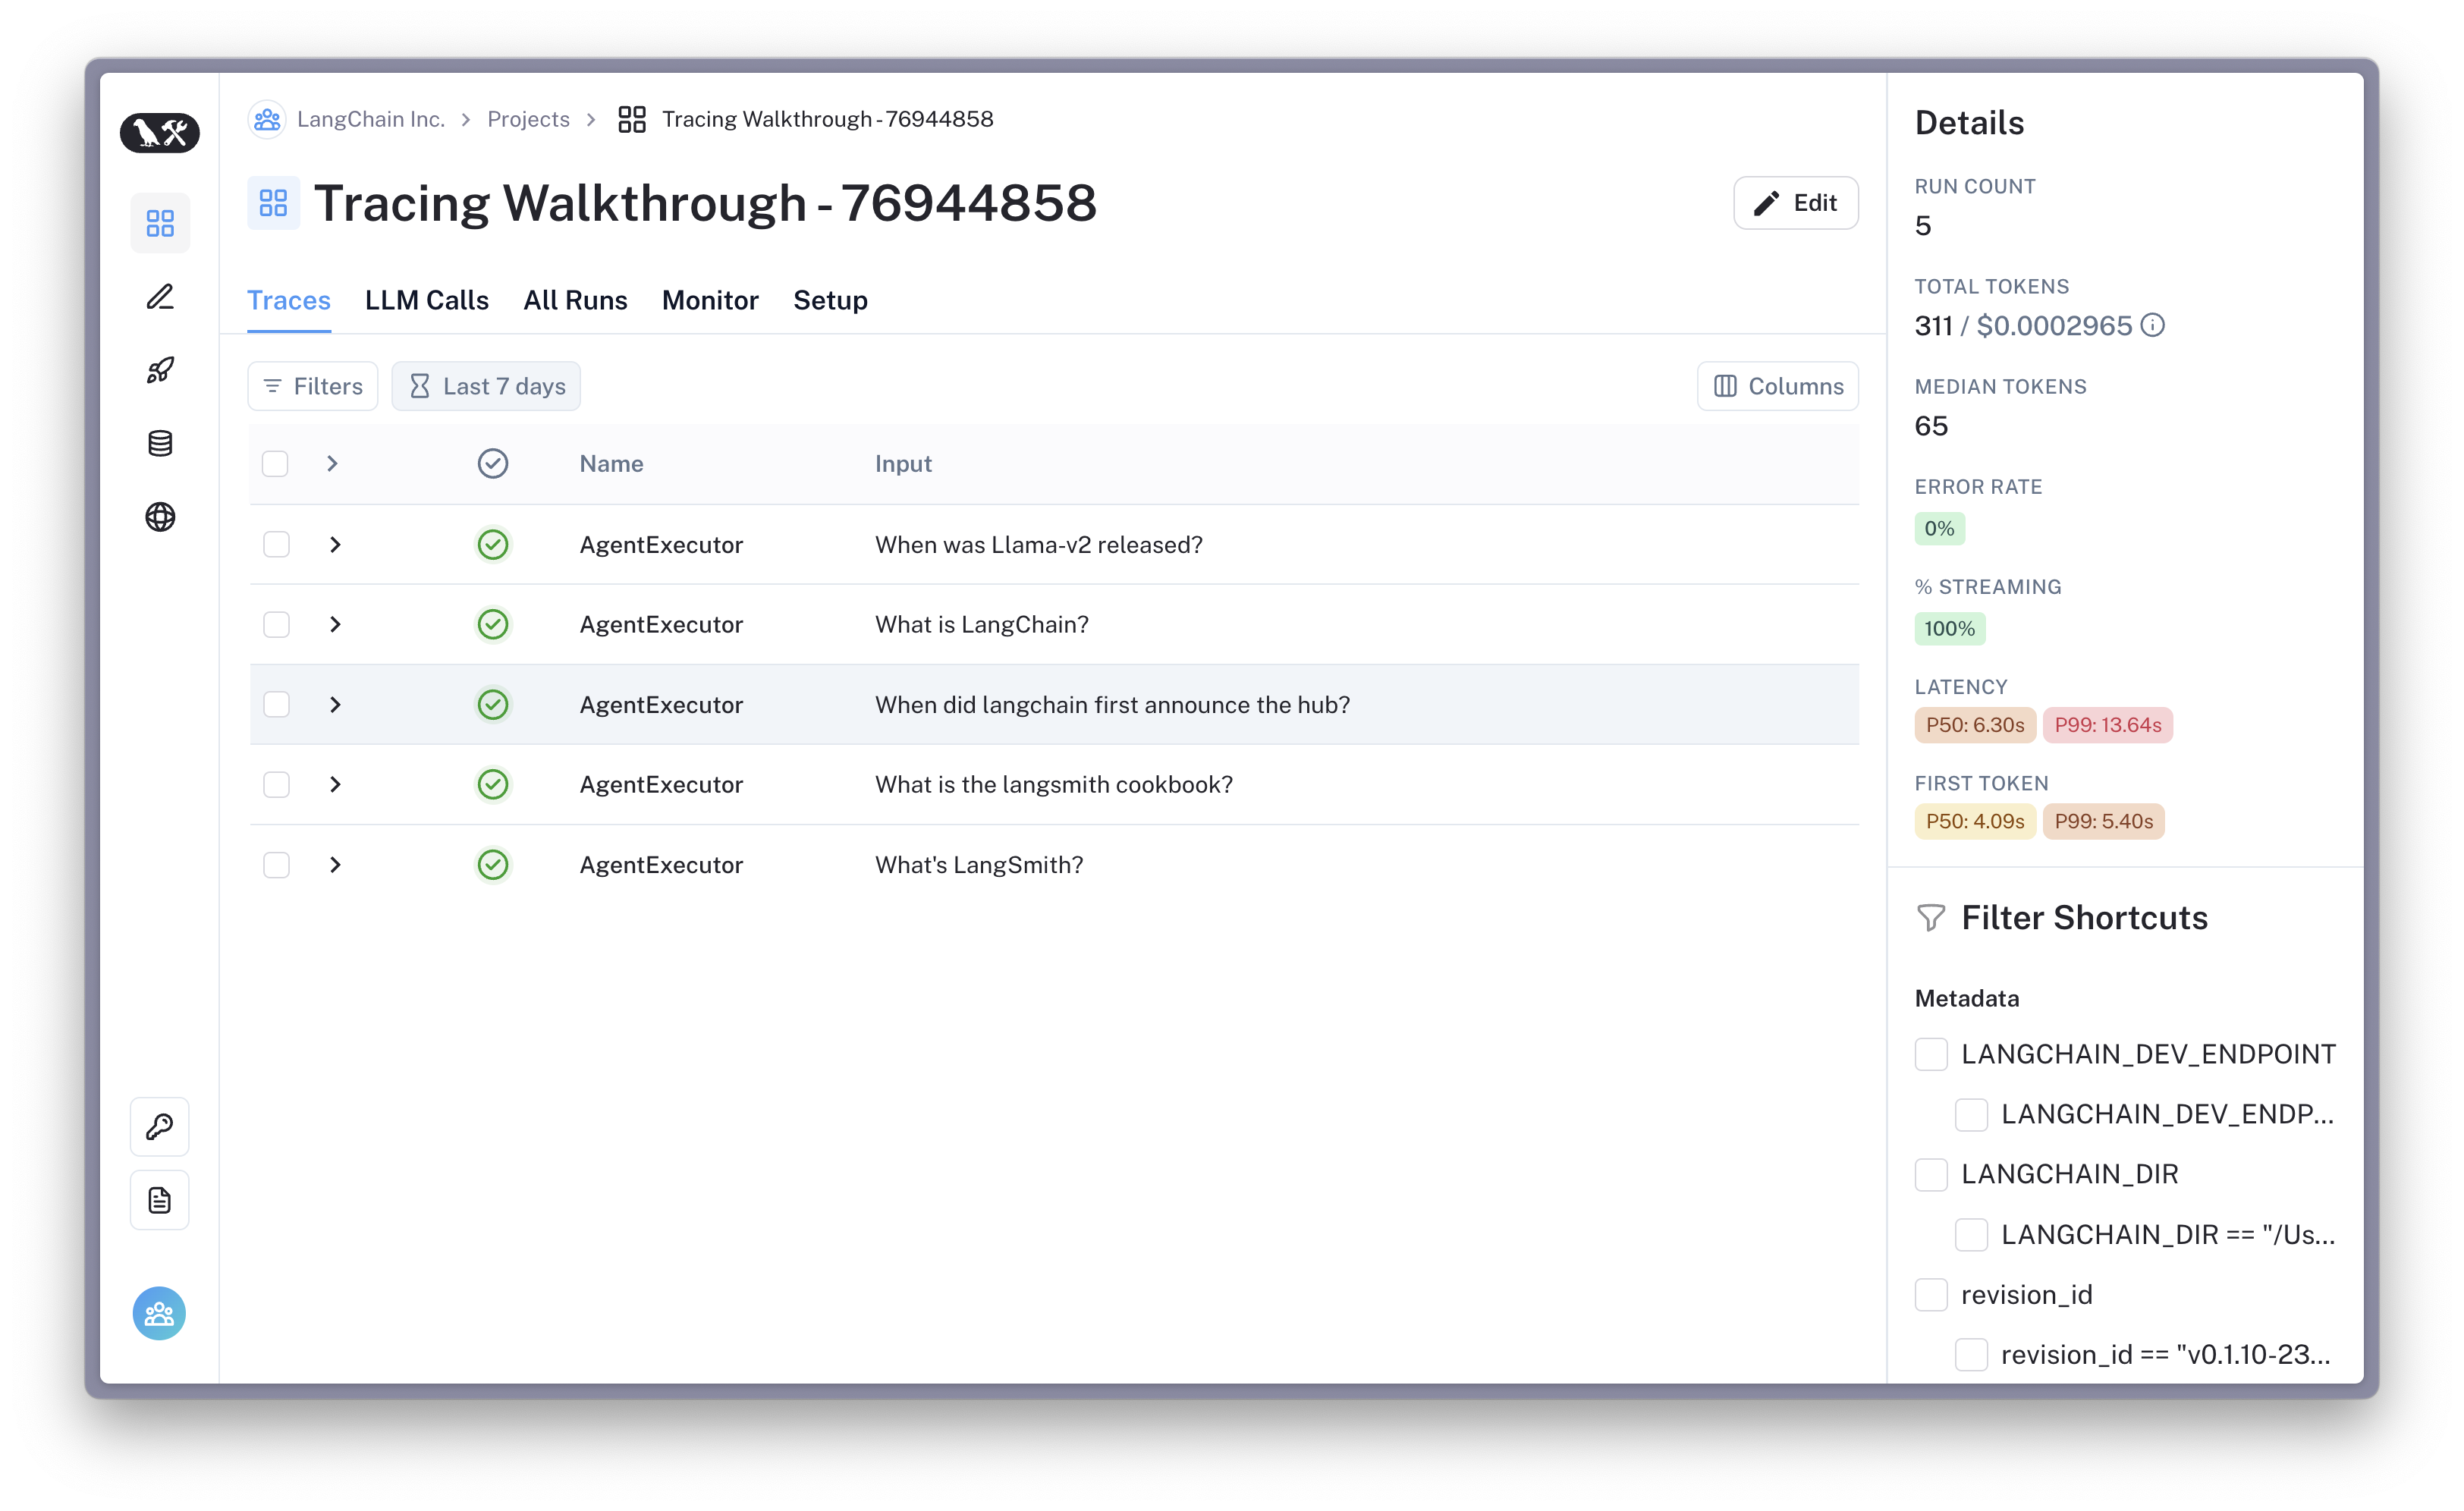 LangChain Inc. > Projects > Tracing Walkthrough - 76944858
Tracing Walkthrough - 76944858
Edit
Traces LLM Calls All Runs Monitor Setup
Filters Last 7 days Columns
Name Input
AgentExecutor When was Llama-v2 released?
AgentExecutor What is LangChain?
AgentExecutor When did langchain first announce the hub?
AgentExecutor What is the langsmith cookbook?
AgentExecutor What's LangSmith?
Details
RUN COUNT
5
TOTAL TOKENS
311 / $0.0002965
MEDIAN TOKENS
65
ERROR RATE
0%
% STREAMING
100%
LATENCY
P50: 6.30s P99: 13.64s
FIRST TOKEN
P50: 4.09s P99: 5.40s
Filter Shortcuts
Metadata
LANGCHAIN_DEV_ENDPOINT
LANGCHAIN_DEV_ENDP...
LANGCHAIN_DIR
LANGCHAIN_DIR == "/Us...
revision_id
revision_id == "v0.1.10-23...